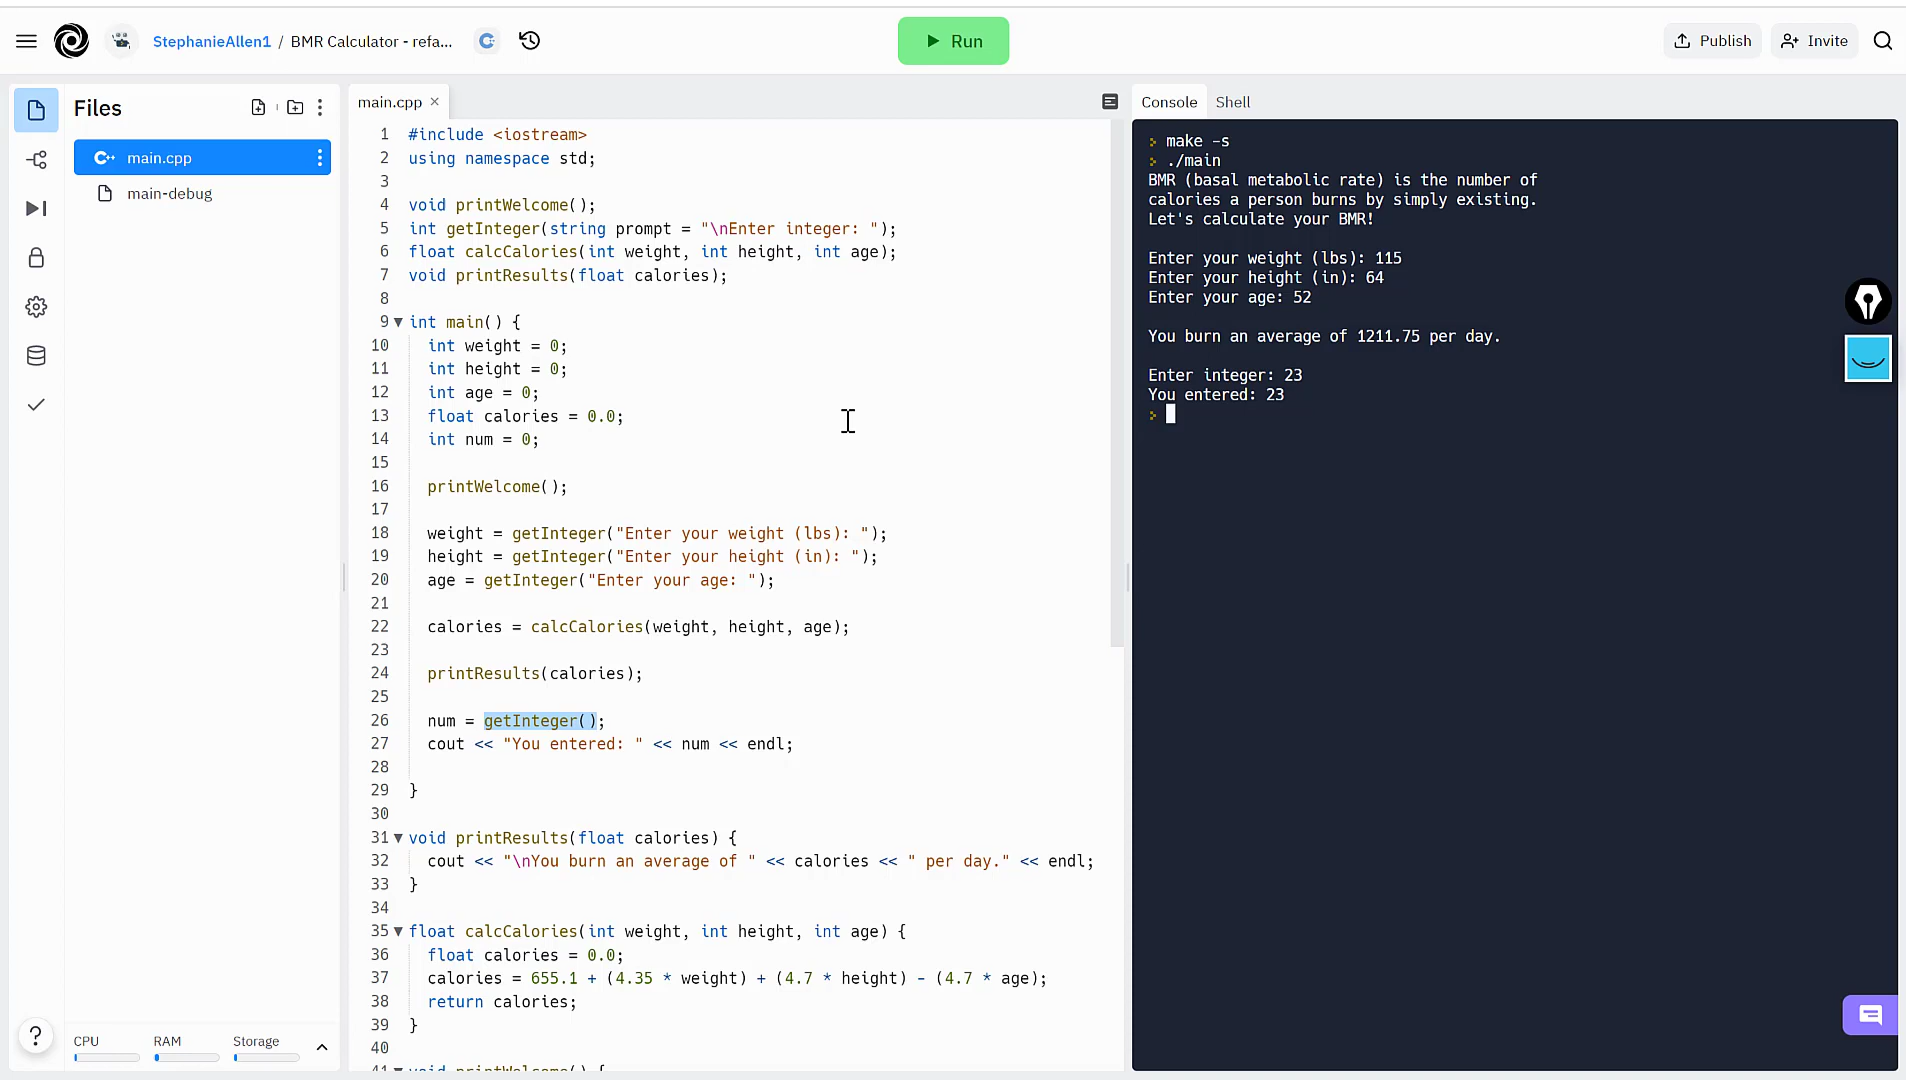 StephanieAllen1 / BMR Calculator - refa...
Run
Publish
Invite
Files
main.cpp
main-debug
CPU
RAM
Storage
?
main.cpp ×
1 #include <iostream>
2 using namespace std;
3
4 void printWelcome();
5 int getInteger(string prompt = "\nEnter integer: ");
6 float calcCalories(int weight, int height, int age);
7 void printResults(float calories);
8
9 int main() {
10 int weight = 0;
11 int height = 0;
12 int age = 0;
13 float calories = 0.0;
14 int num = 0;
15
16 printWelcome();
17
18 weight = getInteger("Enter your weight (lbs): ");
19 height = getInteger("Enter your height (in): ");
20 age = getInteger("Enter your age: ");
21
22 calories = calcCalories(weight, height, age);
23
24 printResults(calories);
25
26 num = getInteger();
27 cout << "You entered: " << num << endl;
28
29 }
30
31 void printResults(float calories) {
32 cout << "\nYou burn an average of " << calories << " per day." << endl;
33 }
34
35 float calcCalories(int weight, int height, int age) {
36 float calories = 0.0;
37 calories = 655.1 + (4.35 * weight) + (4.7 * height) - (4.7 * age);
38 return calories;
39 }
40
41 void printWelcome() {
Console
Shell
> make -s
> ./main
BMR (basal metabolic rate) is the number of
calories a person burns by simply existing.
Let's calculate your BMR!
Enter your weight (lbs): 115
Enter your height (in): 64
Enter your age: 52
You burn an average of 1211.75 per day.
Enter integer: 23
You entered: 23
>